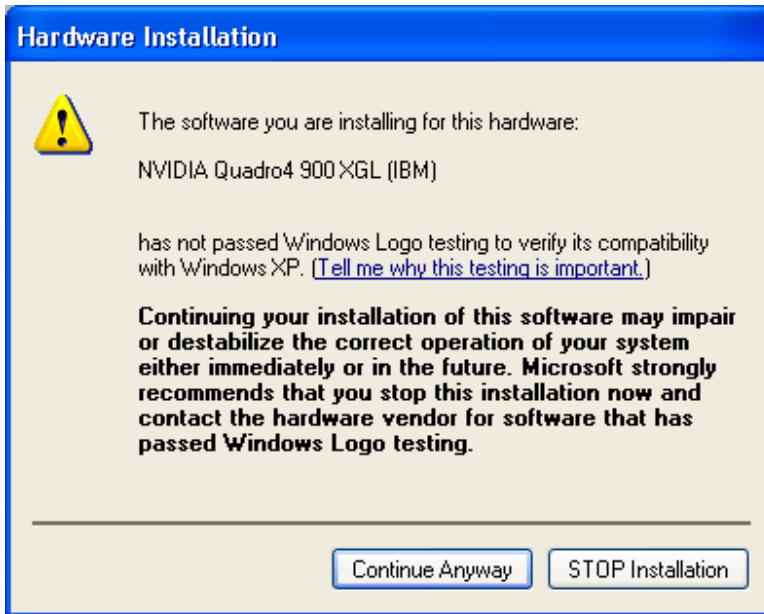 Hardware Installation
The software you are installing for this hardware:
NVIDIA Quadro4 900 XGL (IBM)
has not passed Windows Logo testing to verify its compatibility
with Windows XP. (Tell me why this testing is important.)
Continuing your installation of this software may impair
or destabilize the correct operation of your system
either immediately or in the future. Microsoft strongly
recommends that you stop this installation now and
contact the hardware vendor for software that has
passed Windows Logo testing.
Continue Anyway
STOP Installation